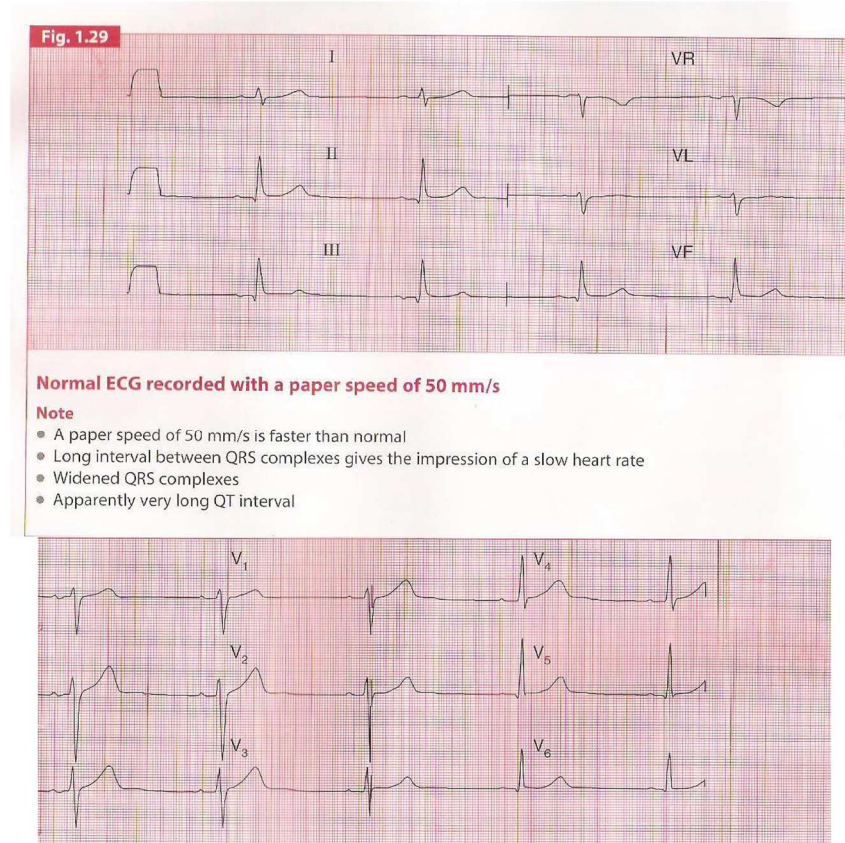 Fig. 1.29
I VR
II VL
III VF
Normal ECG recorded with a paper speed of 50 mm/s
Note
• A paper speed of 50 mm/s is faster than normal
• Long interval between QRS complexes gives the impression of a slow heart rate
• Widened QRS complexes
• Apparently very long QT interval
V₁ V₄
V₂ V₅
V₃ V₆